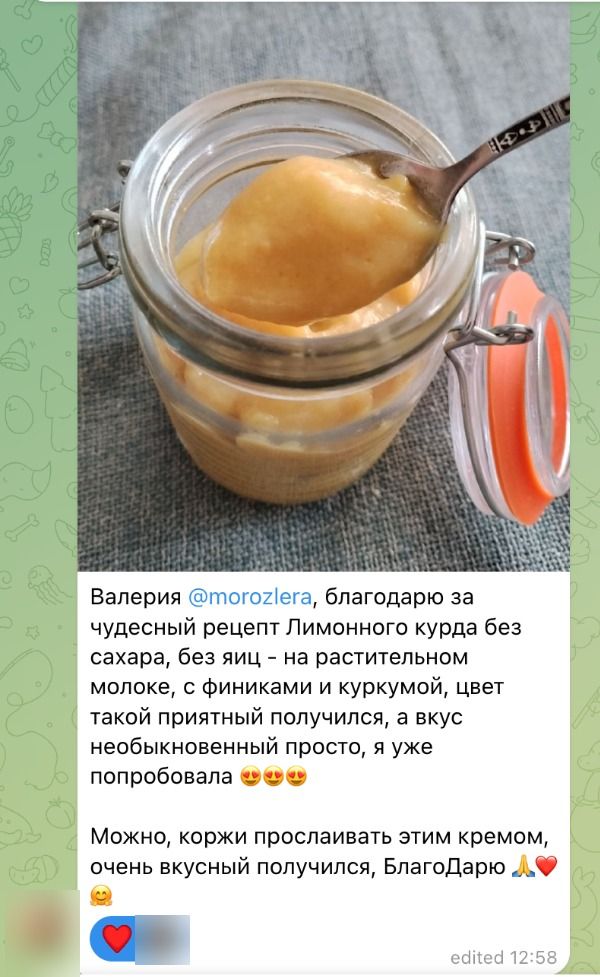 Валерия @morozlera, благодарю за
чудесный рецепт Лимонного курда без
сахара, без яиц - на растительном
молоке, с финиками и куркумой, цвет
такой приятный получился, а вкус
необыкновенный просто, я уже
попробовала 😍😍😍
Можно, коржи прослаивать этим кремом,
очень вкусный получился, БлагоДарю 🙏❤️
🤗
❤️
edited 12:58